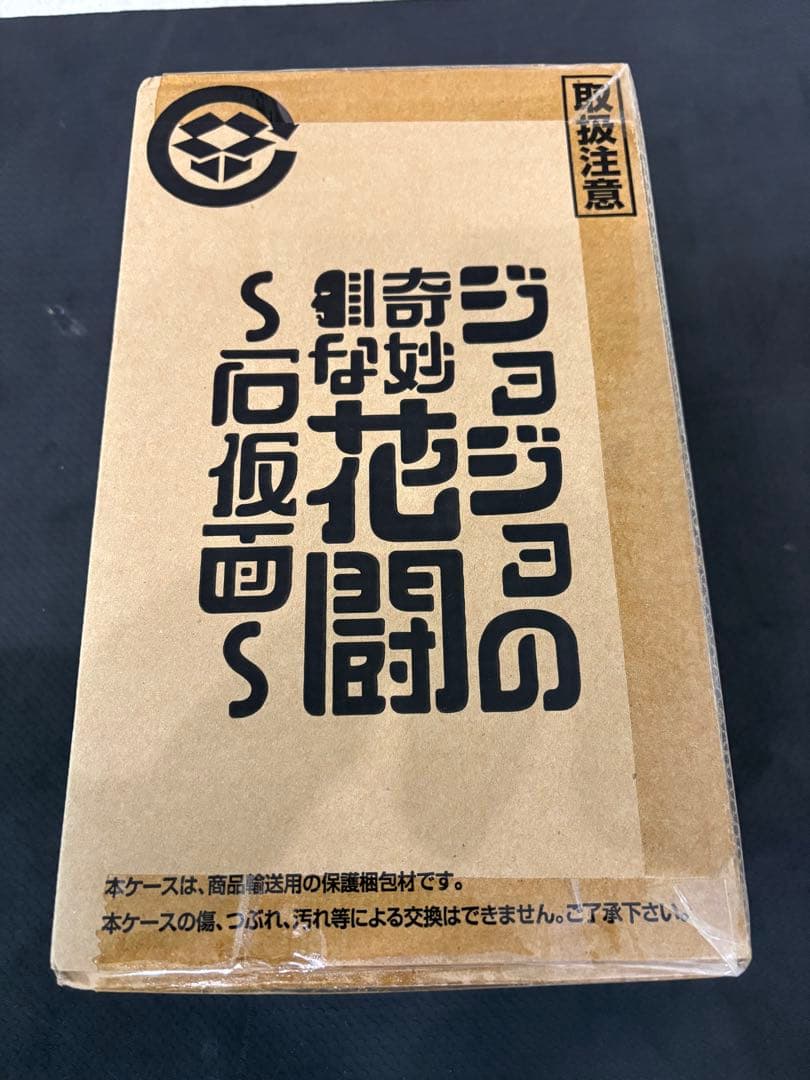 取扱注意
ジョジョの
奇妙な花闘
～石仮面～
本ケースは、商品輸送用の保護梱包材です。
本ケースの傷、つぶれ、汚れ等による交換はできません。ご了承下さい。